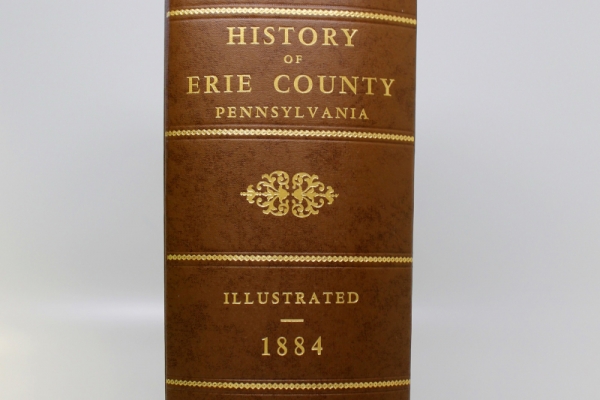 HISTORY
OF
ERIE COUNTY
PENNSYLVANIA
ILLUSTRATED
1884